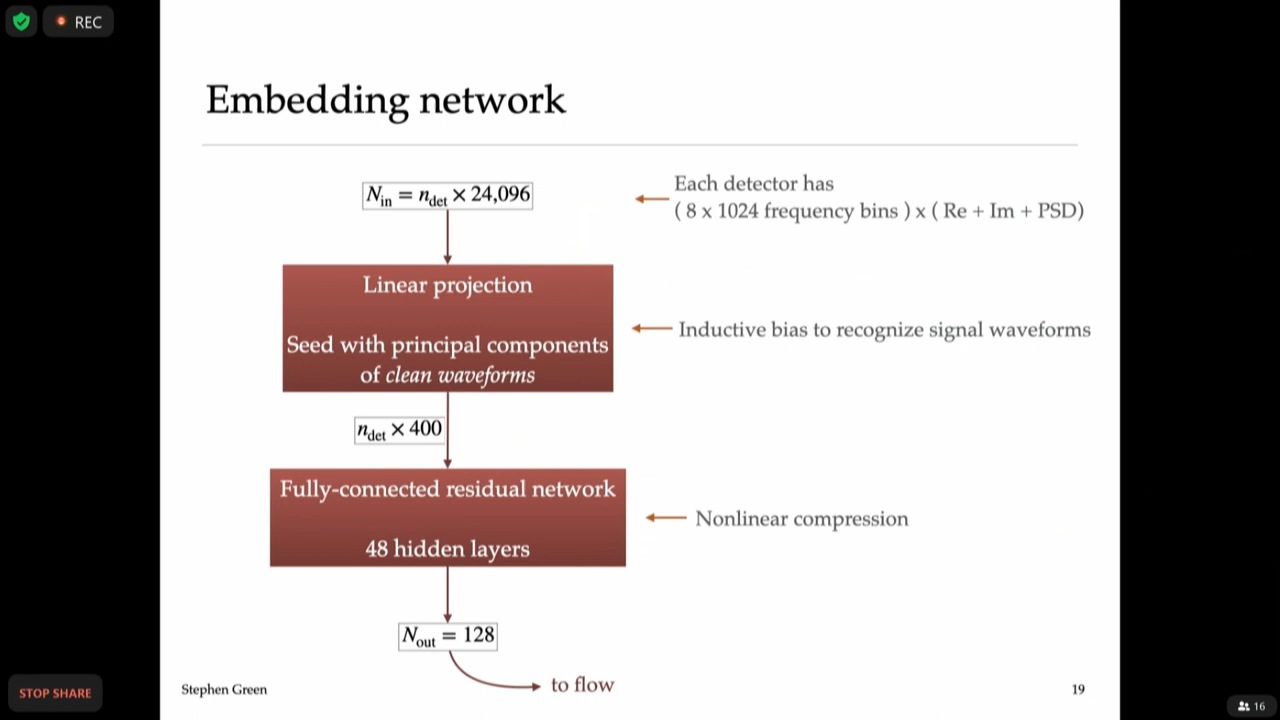 REC
Embedding network
N_in = n_det × 24,096
Each detector has
( 8 x 1024 frequency bins ) x ( Re + Im + PSD)
Linear projection
Seed with principal components
of clean waveforms
Inductive bias to recognize signal waveforms
n_det × 400
Fully-connected residual network
48 hidden layers
Nonlinear compression
N_out = 128
to flow
Stephen Green
19
STOP SHARE
16